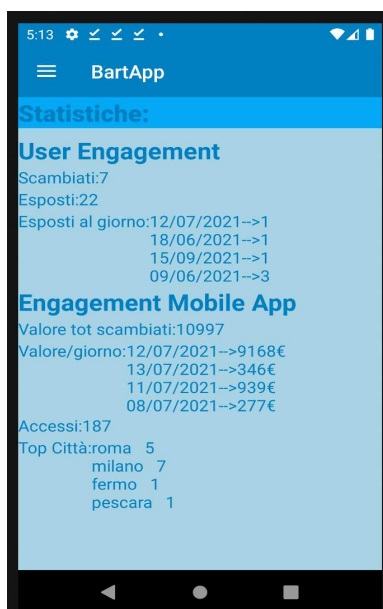 5:13
BartApp
Statistiche:
User Engagement
Scambiati:7
Esposti:22
Esposti al giorno:12/07/2021-->1
18/06/2021-->1
15/09/2021-->1
09/06/2021-->3
Engagement Mobile App
Valore tot scambiati:10997
Valore/giorno:12/07/2021-->9168€
13/07/2021-->346€
11/07/2021-->939€
08/07/2021-->277€
Accessi:187
Top Città:roma 5
milano 7
fermo 1
pescara 1